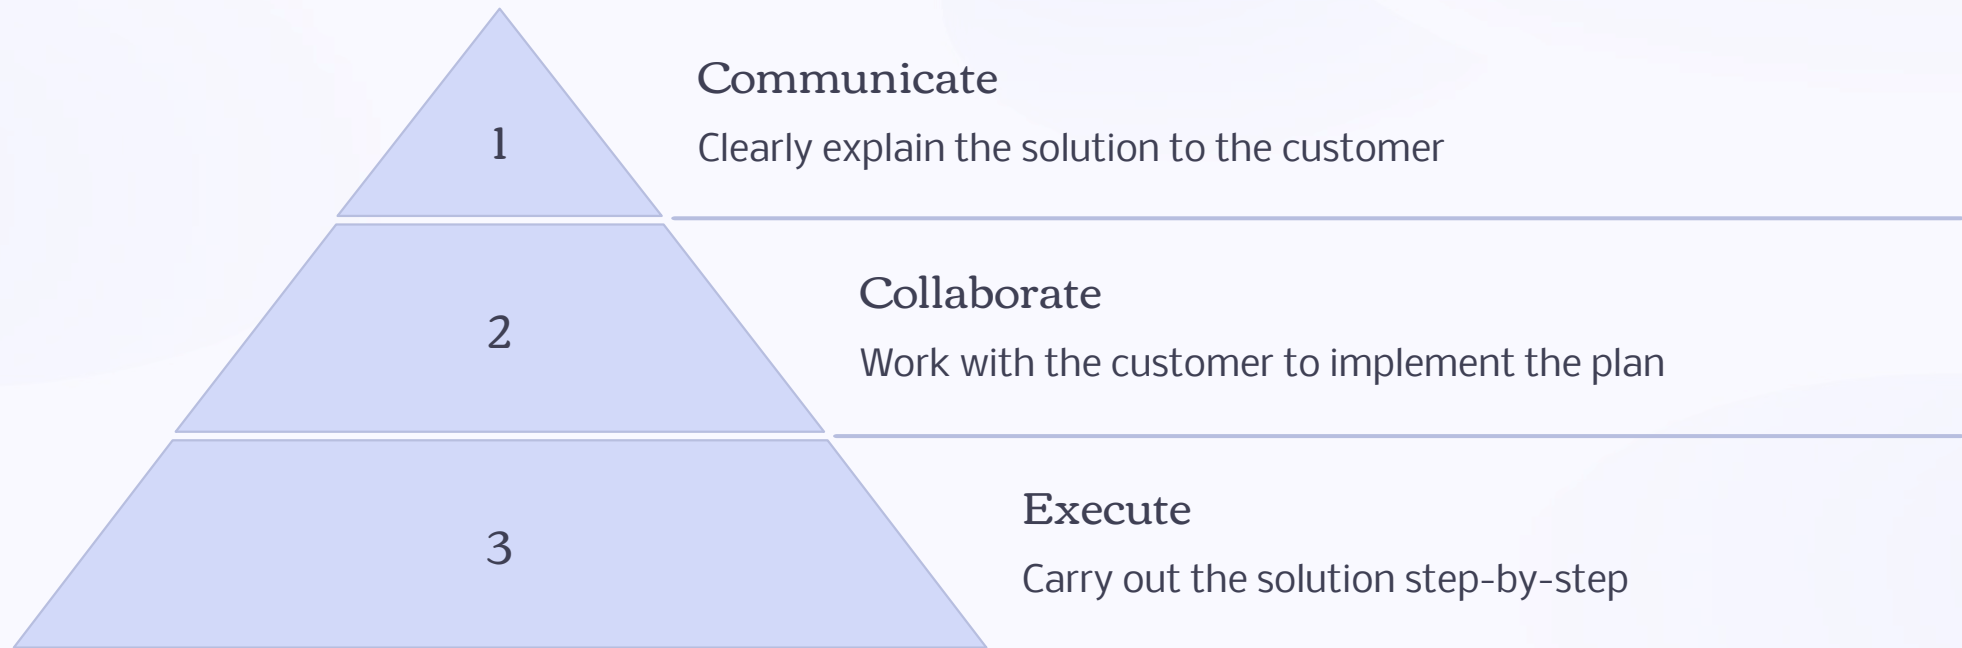 1
Communicate
Clearly explain the solution to the customer
2
Collaborate
Work with the customer to implement the plan
3
Execute
Carry out the solution step-by-step